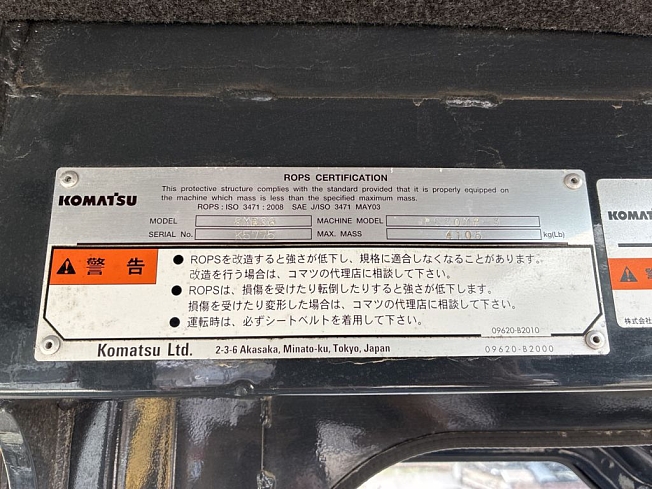 ROPS CERTIFICATION
KOMATSU
This protective structure complies with the standard provided that it is properly equipped on
the machine which mass is less than the specified maximum mass.
ROPS : ISO 3471 : 2008 SAE J/ISO 3471 MAY03
MODEL MACHINE MODEL
SERIAL No. MAX. MASS kg(Lb)
警告
● ROPSを改造すると強さが低下し、規格に適合しなくなることがあります。
改造を行う場合は、コマツの代理店に相談して下さい。
● ROPSは、損傷を受けたり転倒したりすると強さが低下します。
損傷を受けたり変形した場合は、コマツの代理店に相談して下さい。
● 運転時は、必ずシートベルトを着用して下さい。
09620-B2010
Komatsu Ltd. 2-3-6 Akasaka, Minato-ku, Tokyo, Japan 09620-B2000
KOMAT
株式会